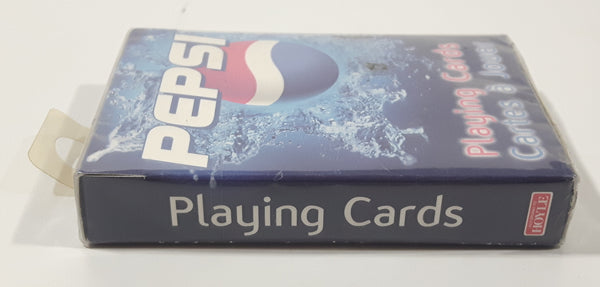 PEPSI
Playing Cards
Cartes à Jouer
Playing Cards
HOYLE